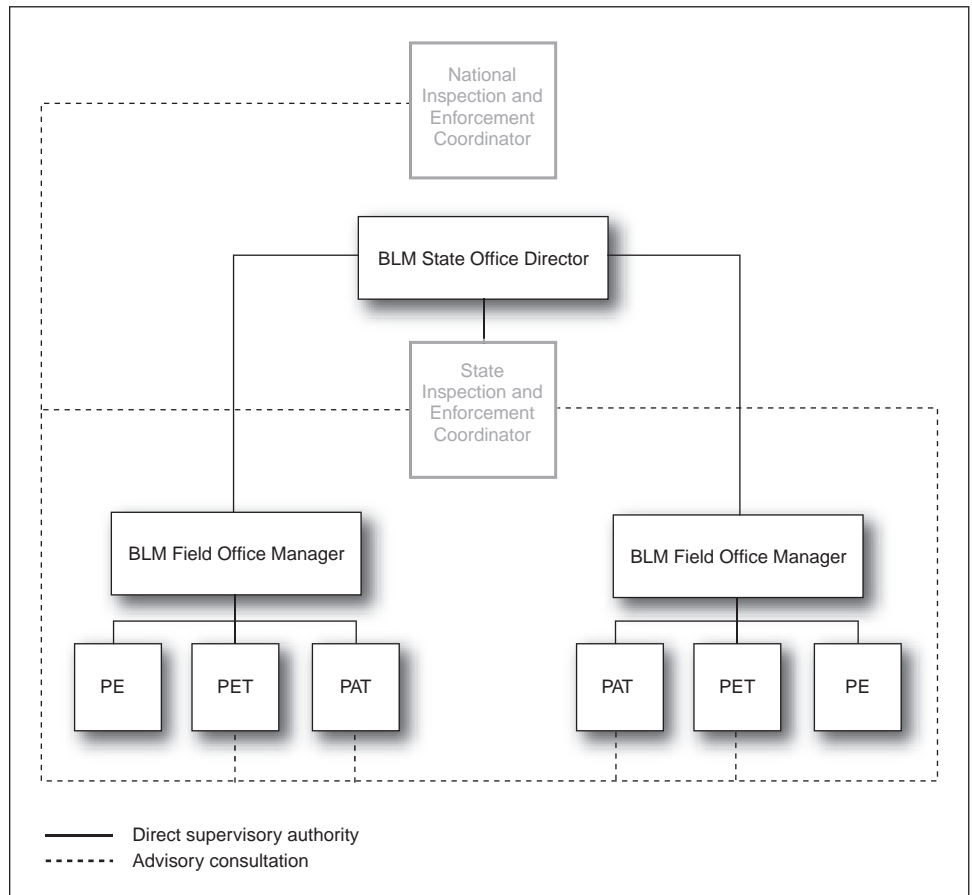 National
Inspection and
Enforcement
Coordinator
BLM State Office Director
State
Inspection and
Enforcement
Coordinator
BLM Field Office Manager
BLM Field Office Manager
PE
PET
PAT
PAT
PET
PE
Direct supervisory authority
Advisory consultation